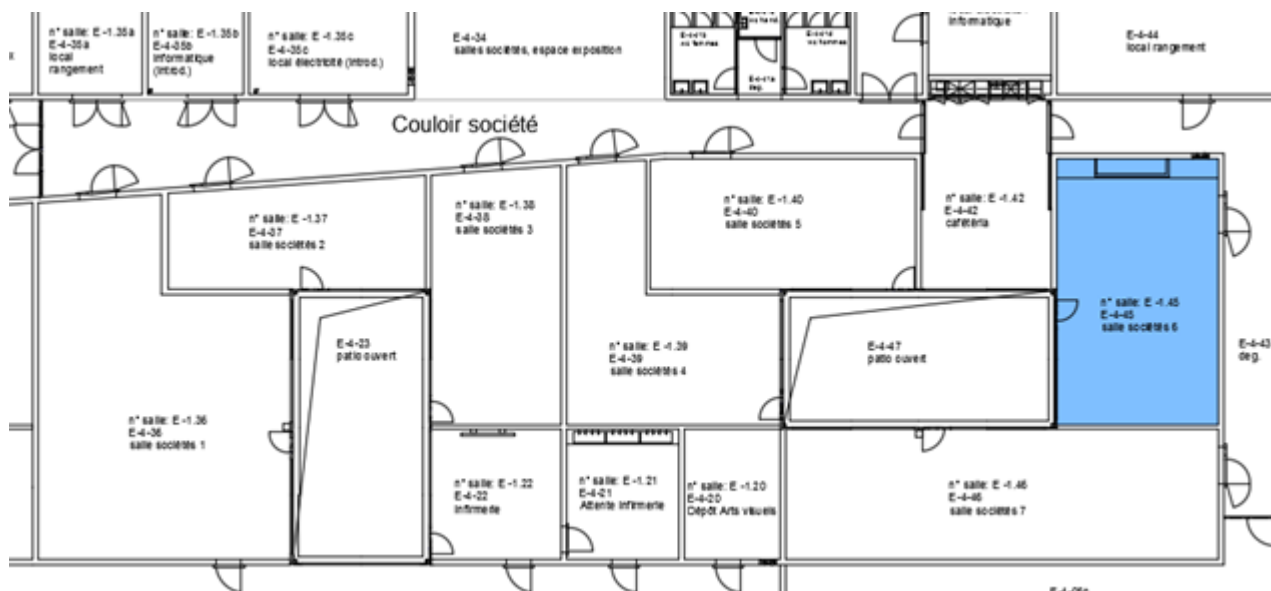 n° salle: E -1.35a
E-4-35a
local
rangement
n° salle: E -1.35b
E-4-35b
informatique
(introd.)
n° salle: E -1.35c
E-4-35c
local électricité (introd.)
E-4-34
salles sociétés, espace exposition
informatique
E-4-44
local rangement
Couloir société
n° salle: E -1.37
E-4-37
salle sociétés 2
n° salle: E -1.38
E-4-38
salle sociétés 3
n° salle: E -1.40
E-4-40
salle sociétés 5
n° salle: E -1.42
E-4-42
cafétéria
n° salle: E -1.45
E-4-45
salle sociétés 6
E-4-23
patio ouvert
n° salle: E -1.39
E-4-39
salle sociétés 4
E-4-47
patio ouvert
E-4-43
deg.
n° salle: E -1.36
E-4-36
salle sociétés 1
n° salle: E -1.22
E-4-22
Infirmerie
n° salle: E -1.21
E-4-21
Attente infirmerie
n° salle: E -1.20
E-4-20
Dépôt Arts visuels
n° salle: E -1.46
E-4-46
salle sociétés 7